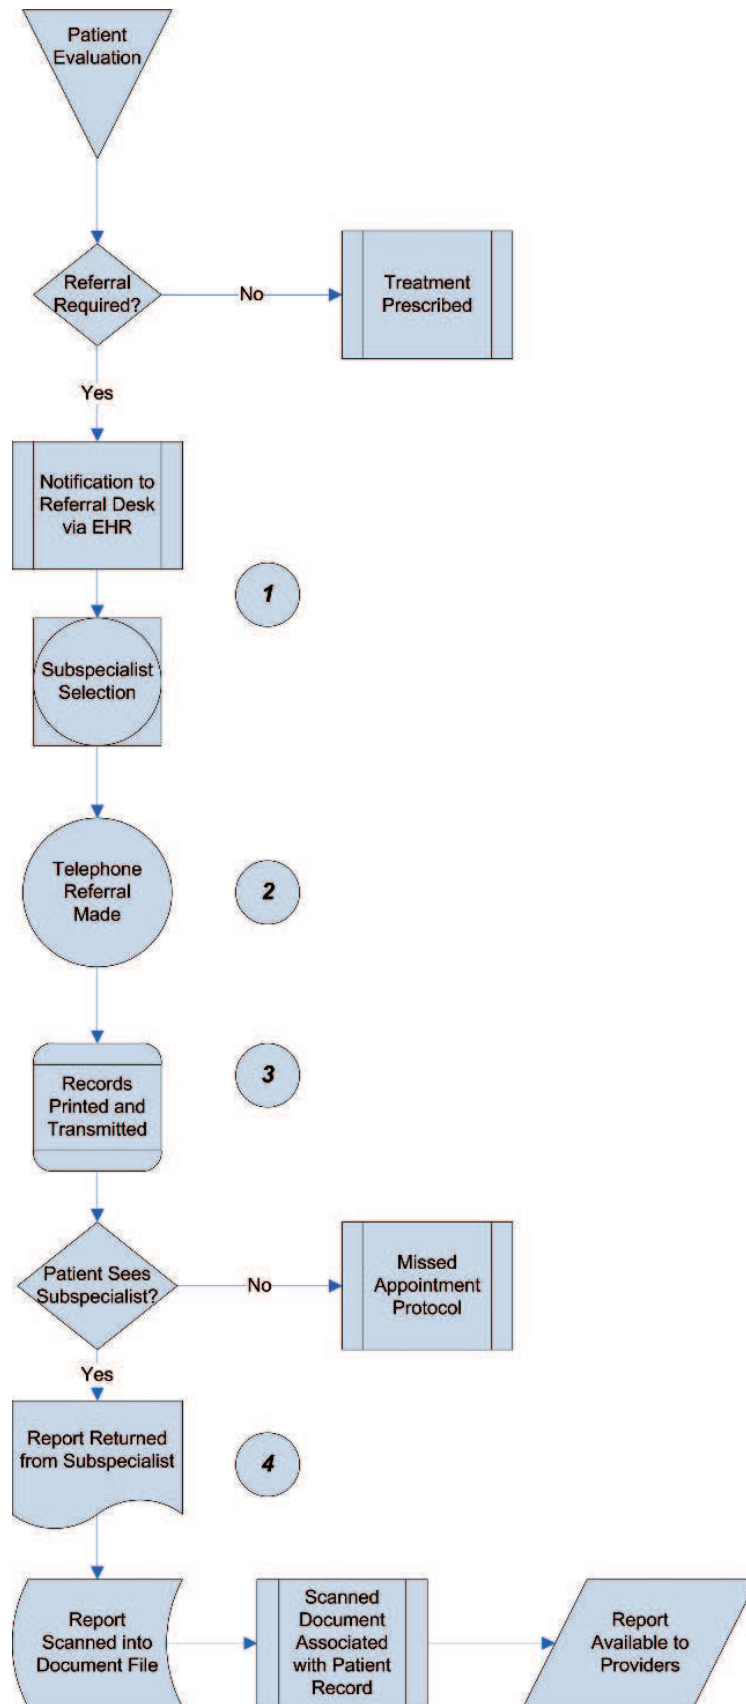 Patient
Evaluation
Referral
Required?
No
Treatment
Prescribed
Yes
Notification to
Referral Desk
via EHR
1
Subspecialist
Selection
Telephone
Referral
Made
2
3
Records
Printed and
Transmitted
Patient Sees
Subspecialist?
No
Missed
Appointment
Protocol
Yes
Report Returned
from Subspecialist
4
Report
Scanned into
Document File
Scanned
Document
Associated
with Patient
Record
Report
Available to
Providers